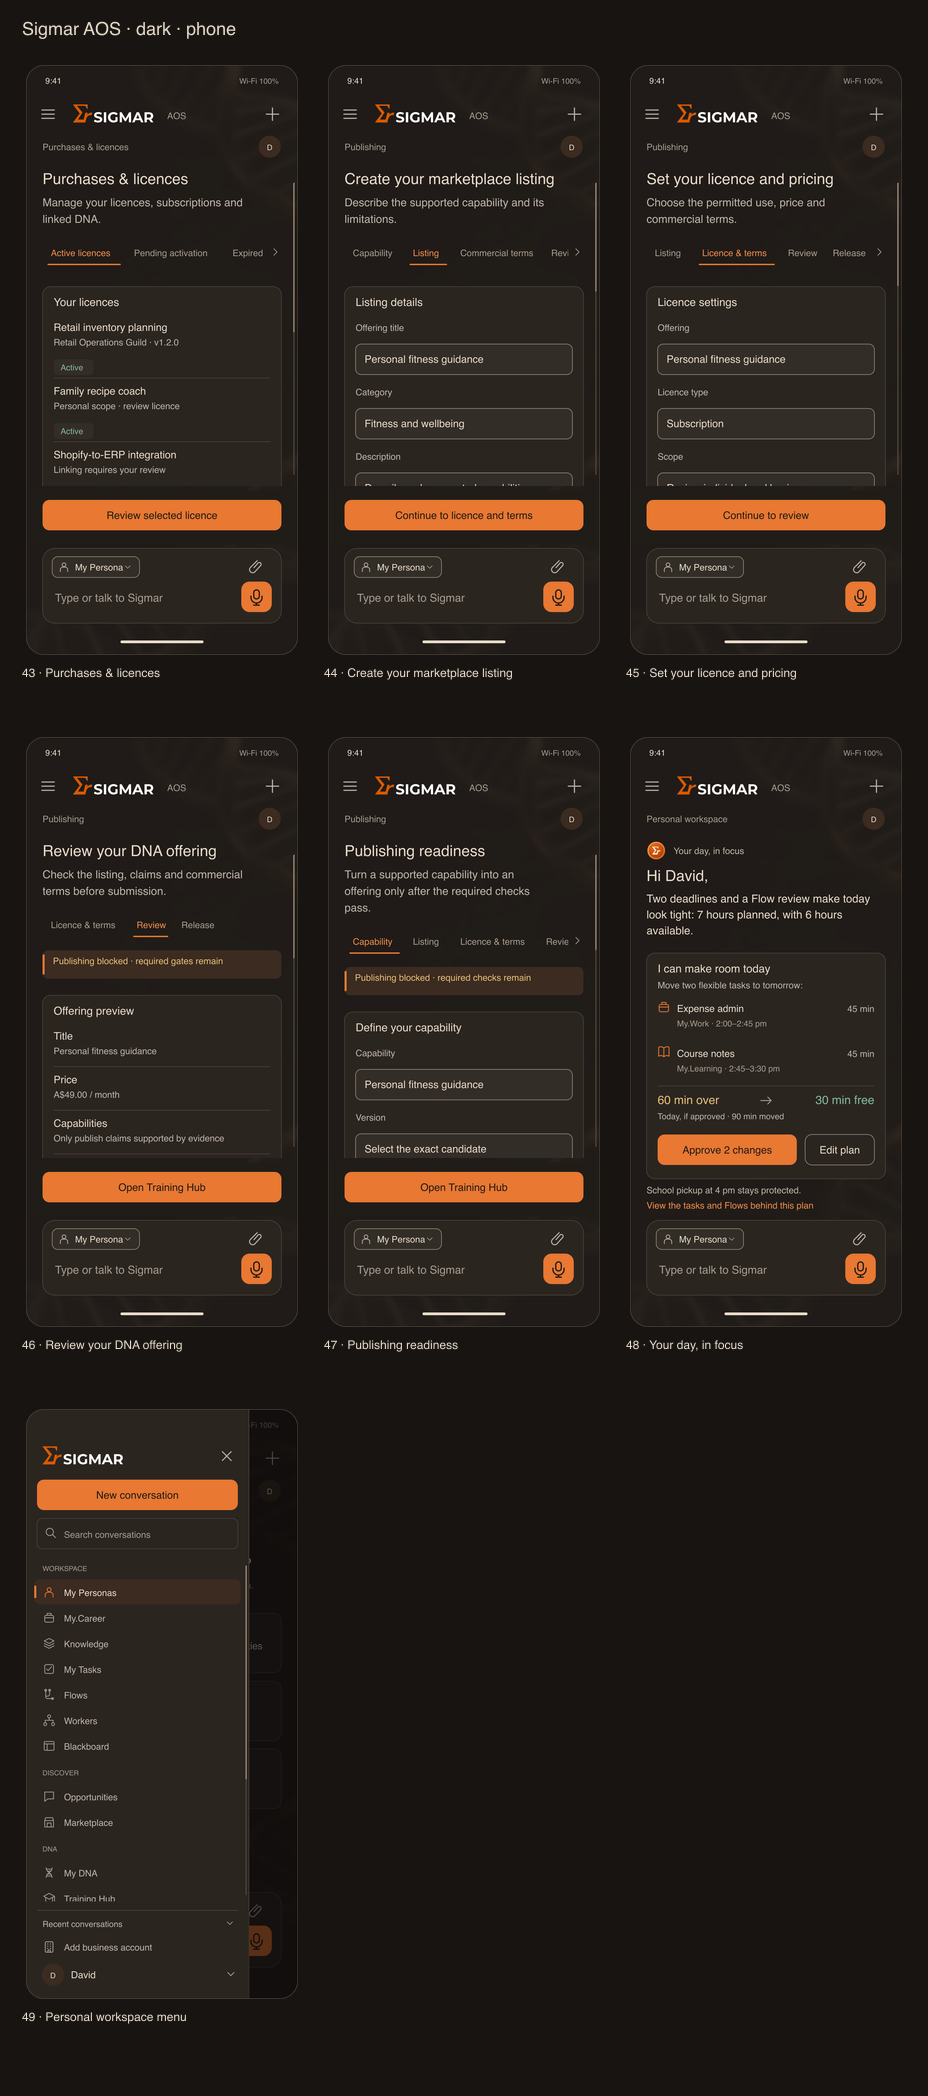 Sigmar AOS · dark · phone
9:41
Wi-Fi 100%
SIGMAR AOS
Purchases & licences
D
Purchases & licences
Manage your licences, subscriptions and
linked DNA.
Active licences
Pending activation
Expired
Your licences
Retail inventory planning
Retail Operations Guild · v1.2.0
Active
Family recipe coach
Personal scope · review licence
Active
Shopify-to-ERP integration
Linking requires your review
Review selected licence
My Persona
Type or talk to Sigmar
43 · Purchases & licences
9:41
Wi-Fi 100%
SIGMAR AOS
Publishing
D
Create your marketplace listing
Describe the supported capability and its
limitations.
Capability
Listing
Commercial terms
Revi
Listing details
Offering title
Personal fitness guidance
Category
Fitness and wellbeing
Description
Continue to licence and terms
My Persona
Type or talk to Sigmar
44 · Create your marketplace listing
9:41
Wi-Fi 100%
SIGMAR AOS
Publishing
D
Set your licence and pricing
Choose the permitted use, price and
commercial terms.
Listing
Licence & terms
Review
Release
Licence settings
Offering
Personal fitness guidance
Licence type
Subscription
Scope
Continue to review
My Persona
Type or talk to Sigmar
45 · Set your licence and pricing
9:41
Wi-Fi 100%
SIGMAR AOS
Publishing
D
Review your DNA offering
Check the listing, claims and commercial
terms before submission.
Licence & terms
Review
Release
Publishing blocked · required gates remain
Offering preview
Title
Personal fitness guidance
Price
A$49.00 / month
Capabilities
Only publish claims supported by evidence
Open Training Hub
My Persona
Type or talk to Sigmar
46 · Review your DNA offering
9:41
Wi-Fi 100%
SIGMAR AOS
Publishing
D
Publishing readiness
Turn a supported capability into an
offering only after the required checks
pass.
Capability
Listing
Licence & terms
Revie
Publishing blocked · required checks remain
Define your capability
Capability
Personal fitness guidance
Version
Select the exact candidate
Open Training Hub
My Persona
Type or talk to Sigmar
47 · Publishing readiness
9:41
Wi-Fi 100%
SIGMAR AOS
Personal workspace
D
Your day, in focus
Hi David,
Two deadlines and a Flow review make today
look tight: 7 hours planned, with 6 hours
available.
I can make room today
Move two flexible tasks to tomorrow:
Expense admin
45 min
My.Work · 2:00–2:45 pm
Course notes
45 min
My.Learning · 2:45–3:30 pm
60 min over → 30 min free
Today, if approved · 90 min moved
Approve 2 changes
Edit plan
School pickup at 4 pm stays protected.
View the tasks and Flows behind this plan
My Persona
Type or talk to Sigmar
48 · Your day, in focus
Fi 100%
SIGMAR
D
New conversation
Search conversations
WORKSPACE
My Personas
My.Career
Knowledge
ies
My Tasks
Flows
Workers
Blackboard
DISCOVER
Opportunities
Marketplace
DNA
My DNA
Training Hub
Recent conversations
Add business account
D
David
49 · Personal workspace menu